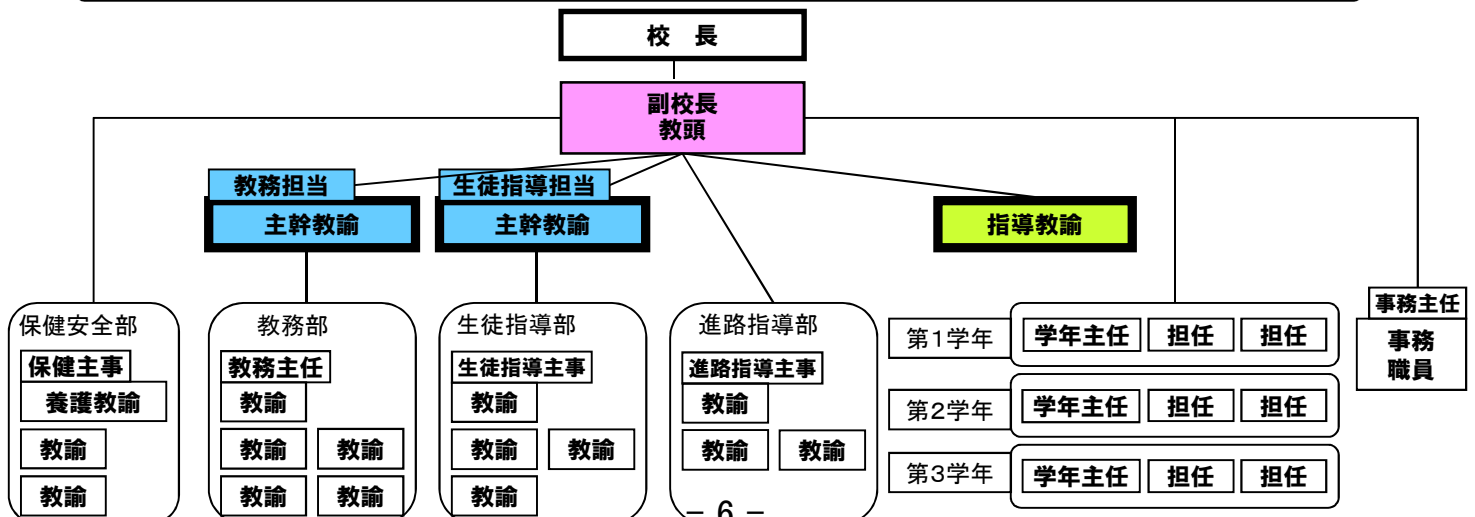 校　長
副校長
教頭
教務担当
主幹教諭
生徒指導担当
主幹教諭
指導教諭
保健安全部
保健主事
養護教諭
教諭
教諭
教務部
教務主任
教諭
教諭 教諭
教諭 教諭
生徒指導部
生徒指導主事
教諭
教諭 教諭
教諭
進路指導部
進路指導主事
教諭
教諭 教諭
第1学年 学年主任 担任 担任
第2学年 学年主任 担任 担任
第3学年 学年主任 担任 担任
事務主任
事務
職員
- 6 -